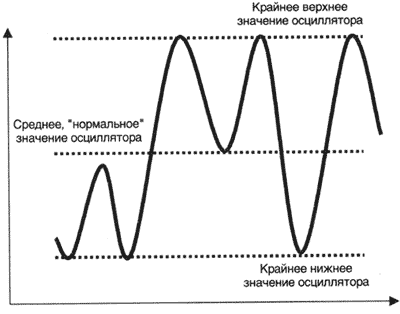 Крайнее верхнее
значение осциллятора
Среднее, "нормальное"
значение осциллятора
Крайнее нижнее
значение осциллятора